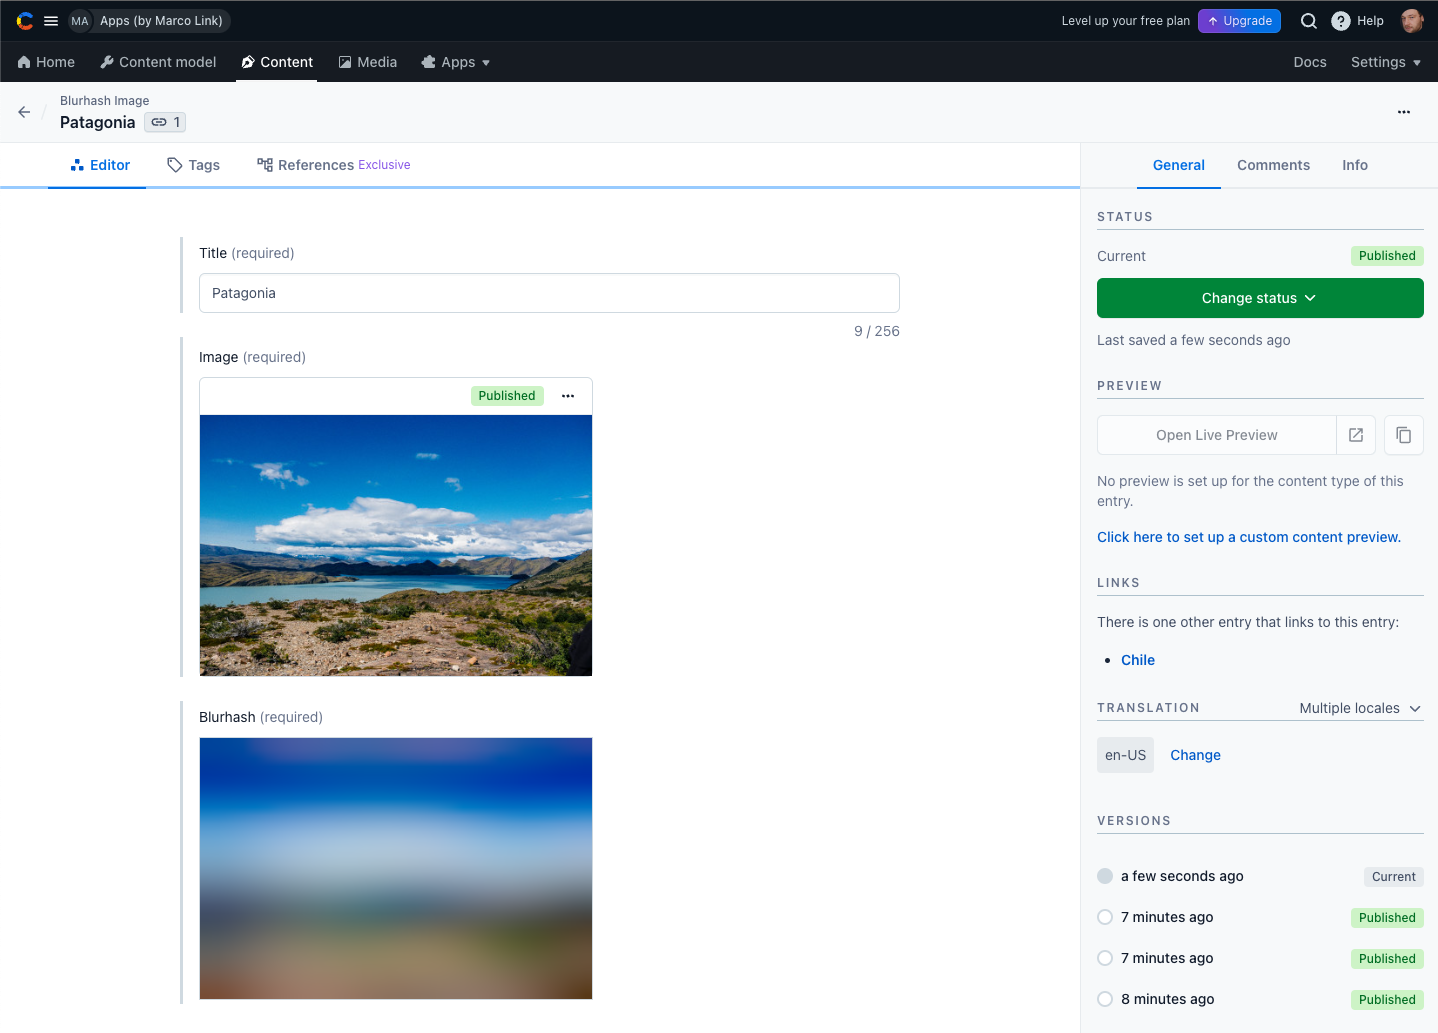 MA Apps (by Marco Link) Level up your free plan Upgrade Help
Home Content model Content Media Apps Docs Settings
Blurhash Image
Patagonia 1
Editor Tags References Exclusive
General Comments Info
Title (required)
Patagonia
9 / 256
Image (required)
Published
Blurhash (required)
STATUS
Current Published
Change status
Last saved a few seconds ago
PREVIEW
Open Live Preview
No preview is set up for the content type of this
entry.
Click here to set up a custom content preview.
LINKS
There is one other entry that links to this entry:
Chile
TRANSLATION Multiple locales
en-US Change
VERSIONS
a few seconds ago Current
7 minutes ago Published
7 minutes ago Published
8 minutes ago Published